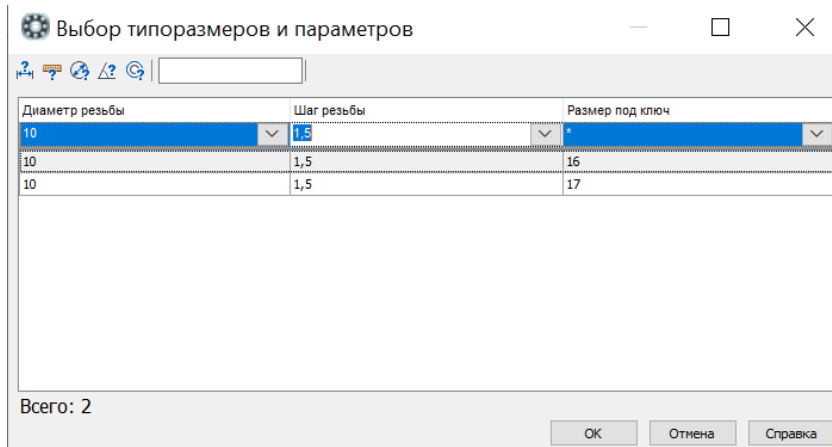 Выбор типоразмеров и параметров
Диаметр резьбы Шаг резьбы Размер под ключ
10 1,5 *
10 1,5 16
10 1,5 17
Всего: 2
OK Отмена Справка